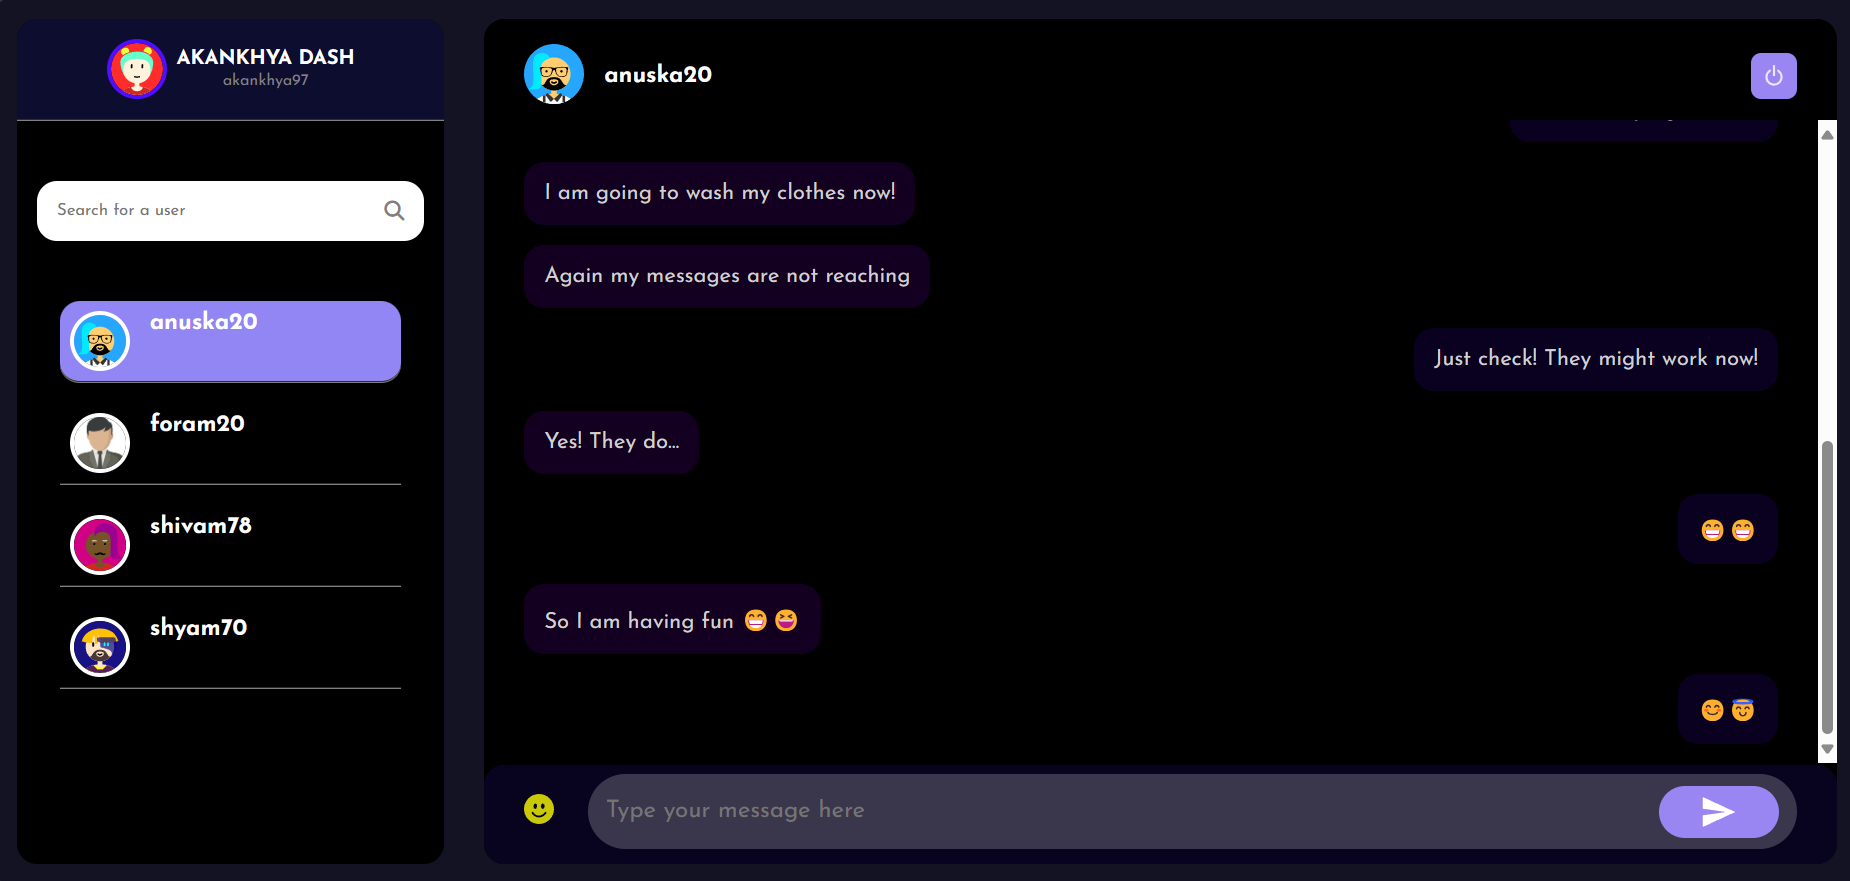 AKANKHYA DASH
akankhya97
Search for a user
anuska20
foram20
shivam78
shyam70
anuska20
I am going to wash my clothes now!
Again my messages are not reaching
Just check! They might work now!
Yes! They do...
😁😁
So I am having fun 😁😆
😊😇
Type your message here